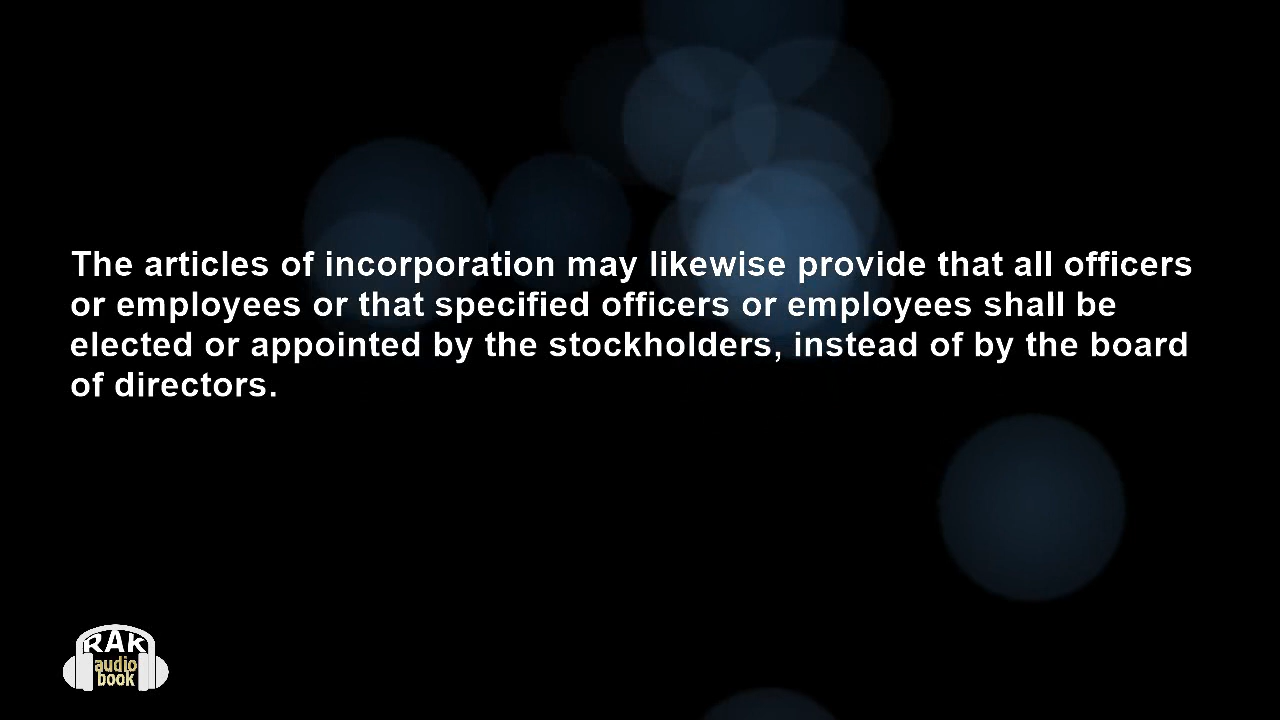 The articles of incorporation may likewise provide that all officers
or employees or that specified officers or employees shall be
elected or appointed by the stockholders, instead of by the board
of directors.
RAK
audio
book